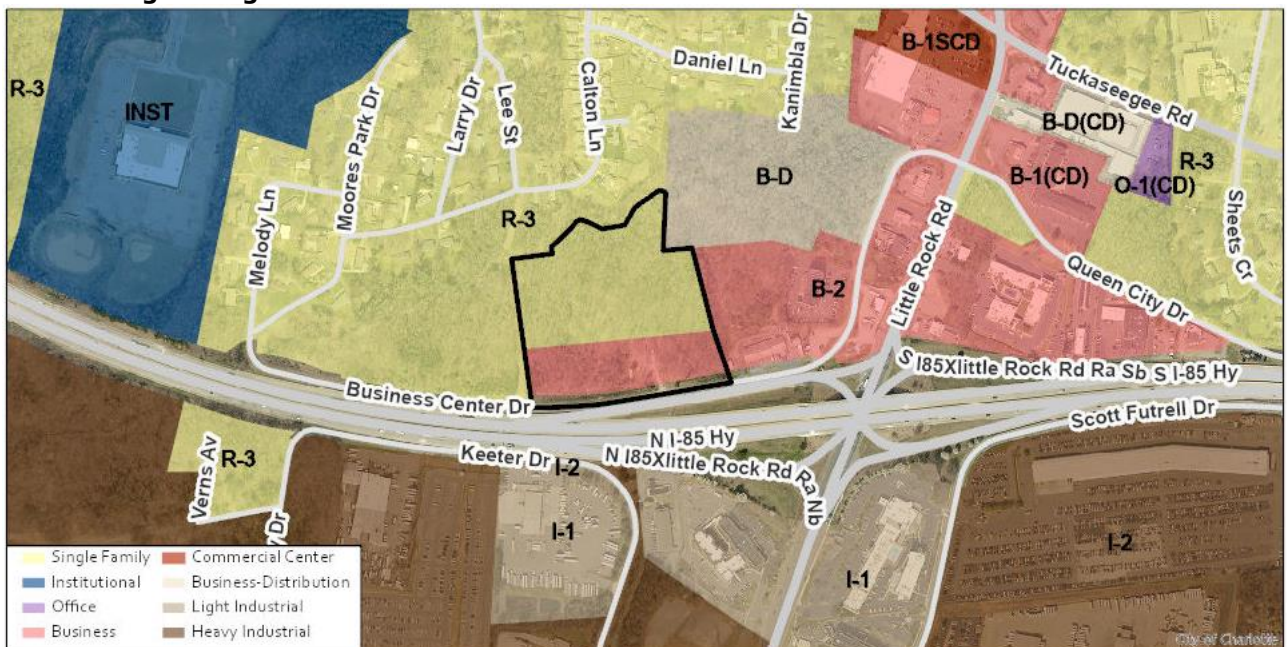 R-3
INST
Moores Park Dr
Larry Dr
Lee St
Calton Ln
Daniel Ln
Kanimbla Dr
B-1SCD
Tuckaseegee Rd
B-D(CD)
R-3
O-1(CD)
B-1(CD)
B-D
Sheets Cr
Melody Ln
R-3
B-2
Little Rock Rd
Queen City Dr
Business Center Dr
S I85Xlittle Rock Rd Ra Sb
S I-85 Hy
Scott Futrell Dr
N I-85 Hy
N I85Xlittle Rock Rd Ra Nb
Keeter Dr
Verns Av
R-3
y Dr
I-2
I-1
I-1
I-2
Single Family
Institutional
Office
Business
Commercial Center
Business-Distribution
Light Industrial
Heavy Industrial
City of Charlotte